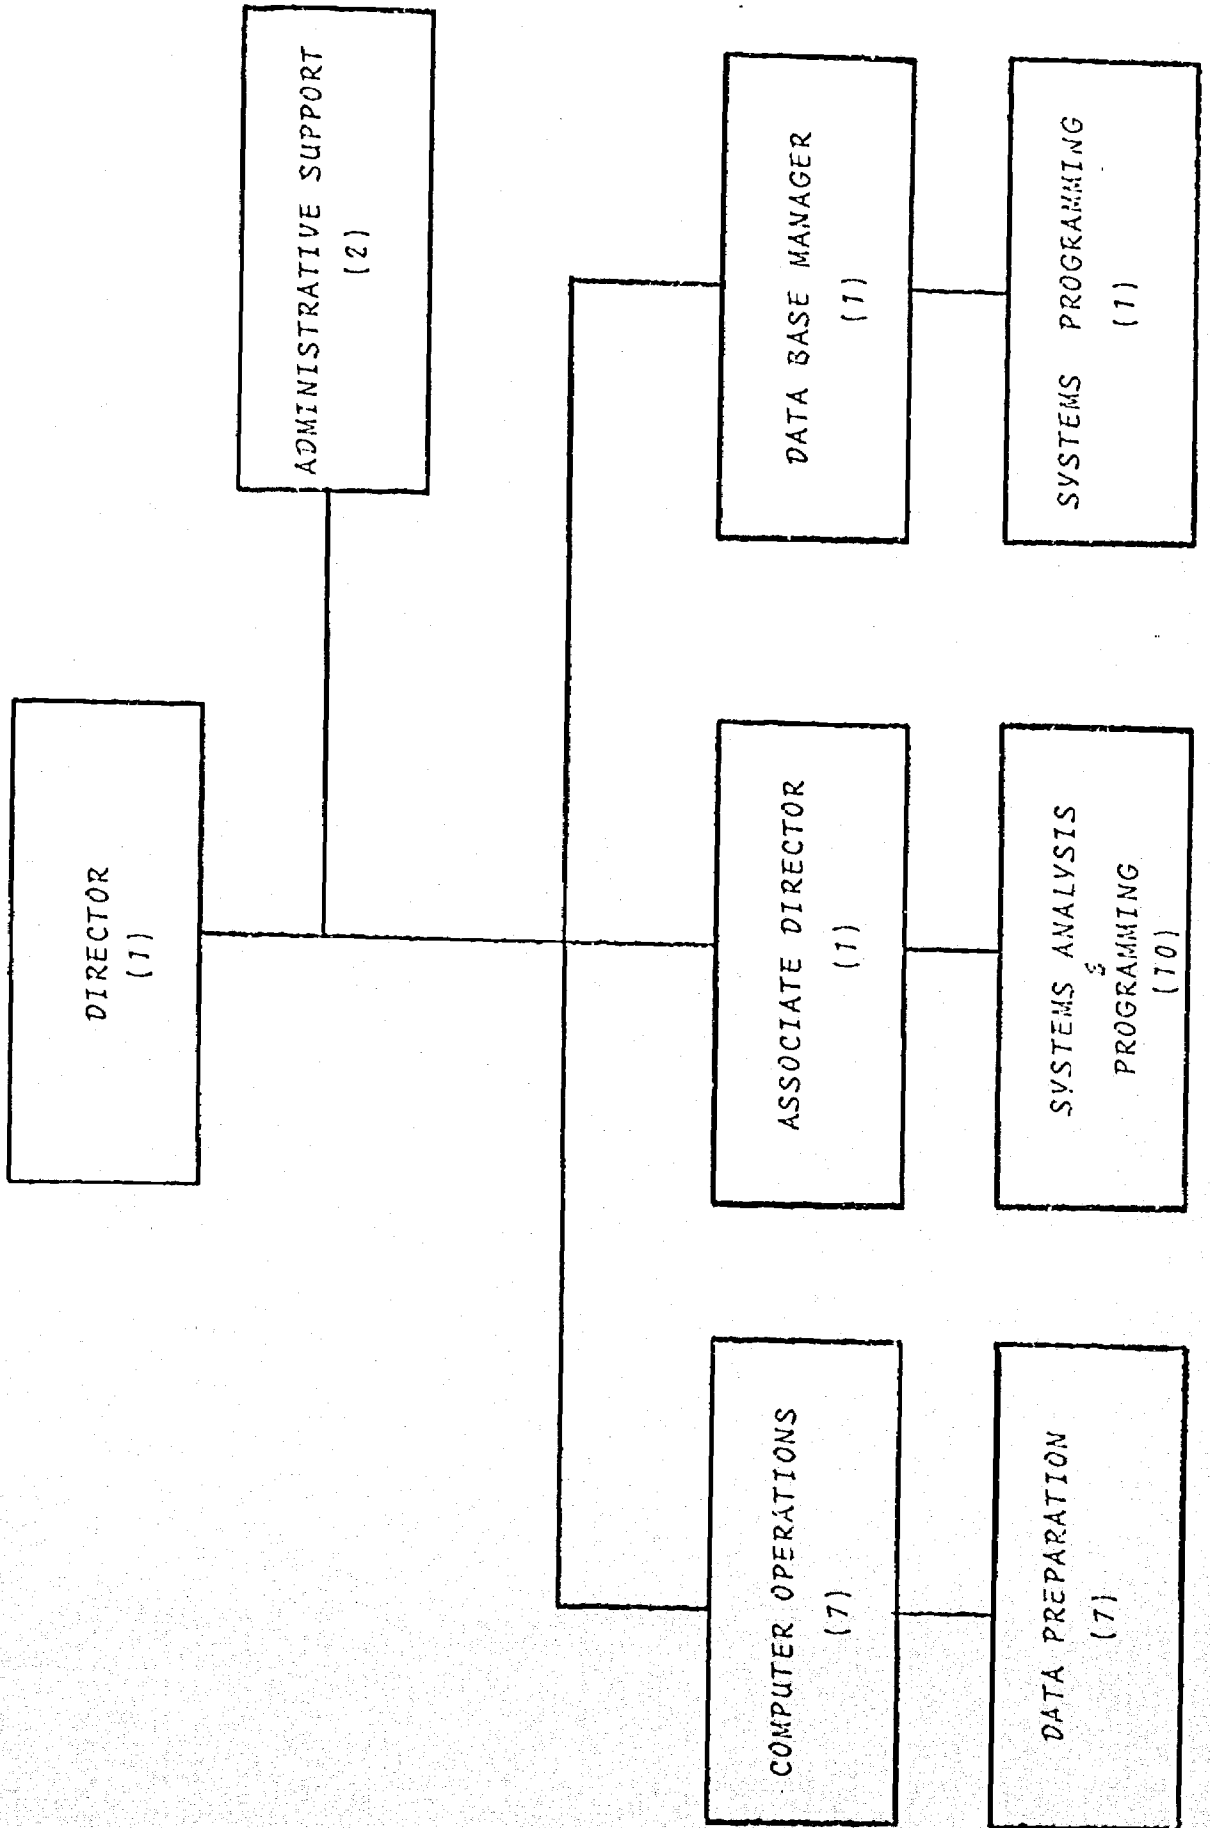 DIRECTOR
(1)
ADMINISTRATIVE SUPPORT
(2)
COMPUTER OPERATIONS
(7)
ASSOCIATE DIRECTOR
(1)
DATA BASE MANAGER
(1)
DATA PREPARATION
(7)
SYSTEMS ANALYSIS
&
PROGRAMMING
(10)
SYSTEMS PROGRAMMING
(1)